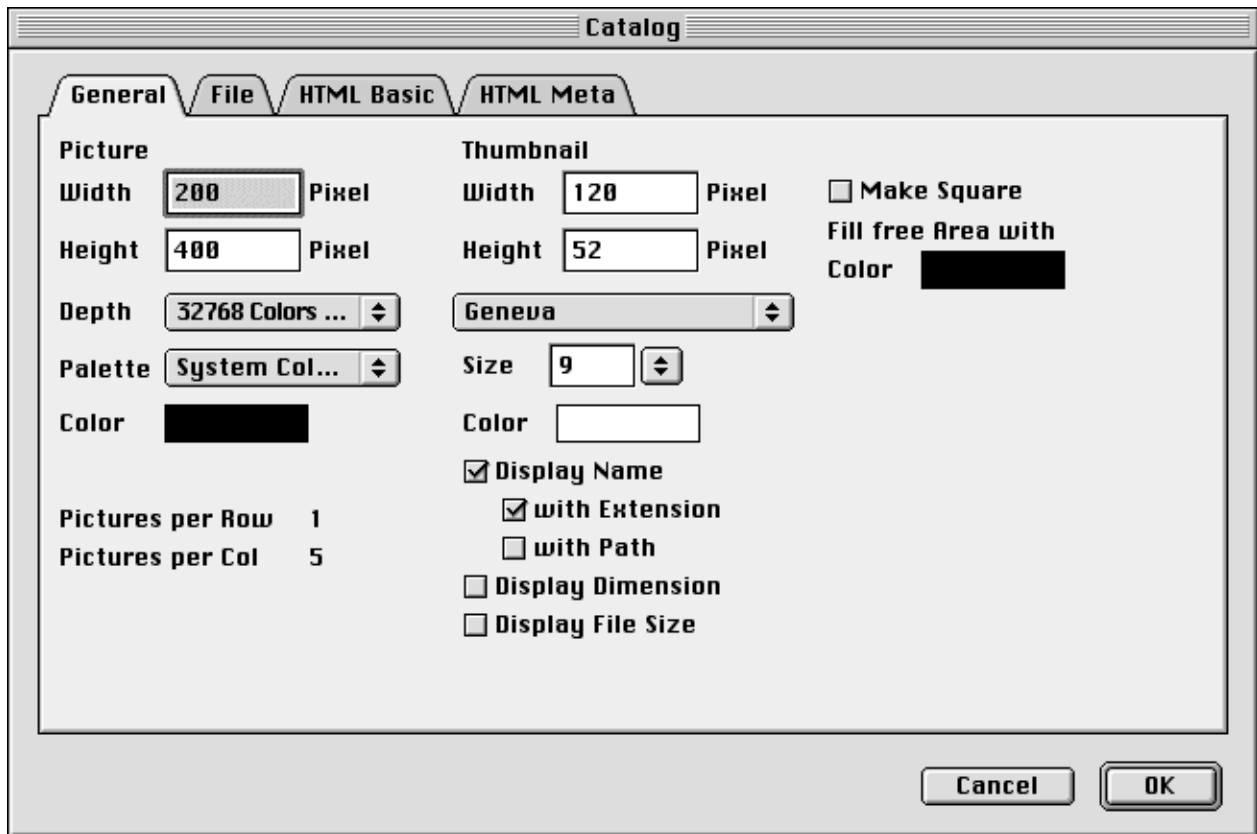 Catalog
General File HTML Basic HTML Meta
Picture Thumbnail
Width 200 Pixel Width 120 Pixel Make Square
Height 400 Pixel Height 52 Pixel Fill free Area with
Color
Depth 32768 Colors ... Geneva
Palette System Col... Size 9
Color Color
Display Name
Pictures per Row 1 with Extension
Pictures per Col 5 with Path
Display Dimension
Display File Size
Cancel OK